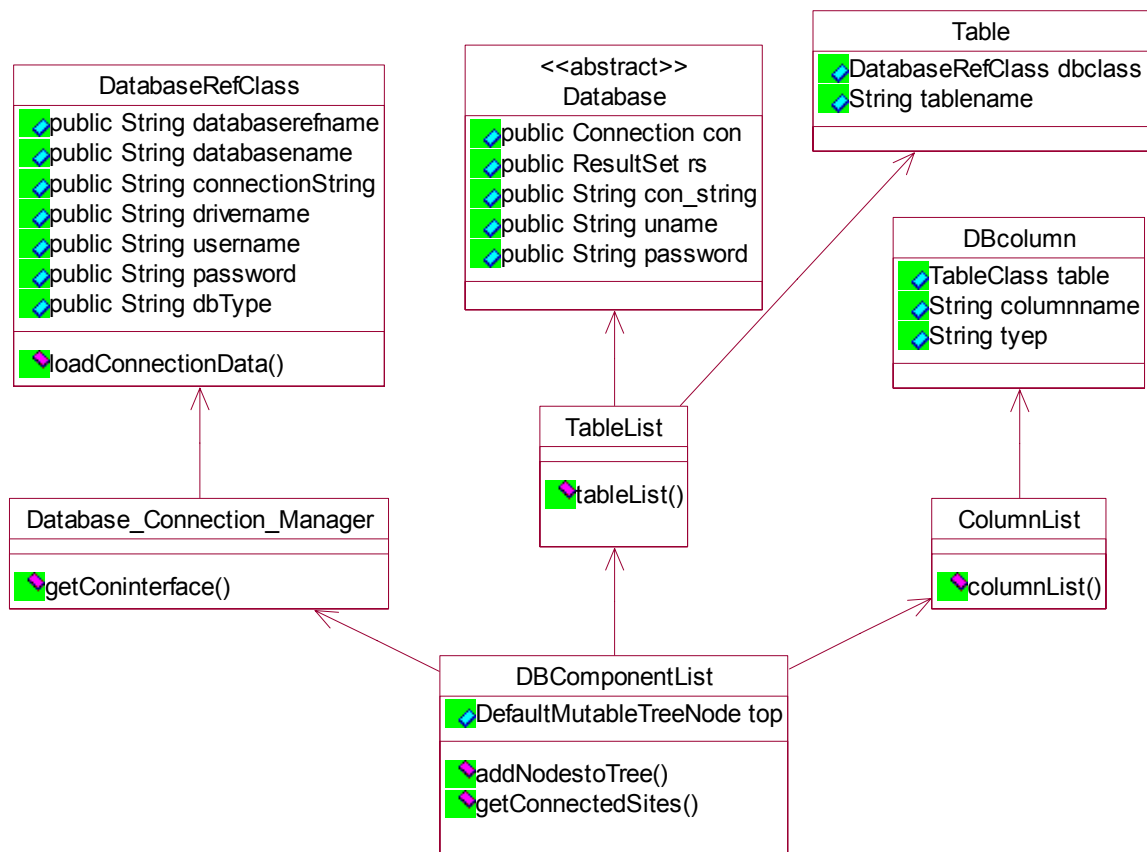 DatabaseRefClass
public String databaserefname
public String databasename
public String connectionString
public String drivername
public String username
public String password
public String dbType
loadConnectionData()
<<abstract>>
Database
public Connection con
public ResultSet rs
public String con_string
public String uname
public String password
Table
DatabaseRefClass dbclass
String tablename
DBcolumn
TableClass table
String columnname
String tyep
TableList
tableList()
Database_Connection_Manager
getConinterface()
ColumnList
columnList()
DBComponentList
DefaultMutableTreeNode top
addNodestoTree()
getConnectedSites()